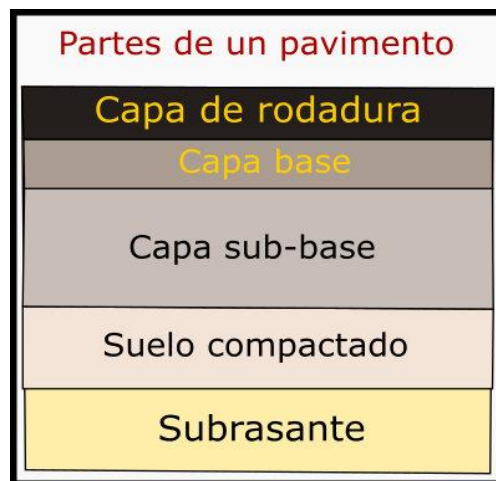 Partes de un pavimento
Capa de rodadura
Capa base
Capa sub-base
Suelo compactado
Subrasante